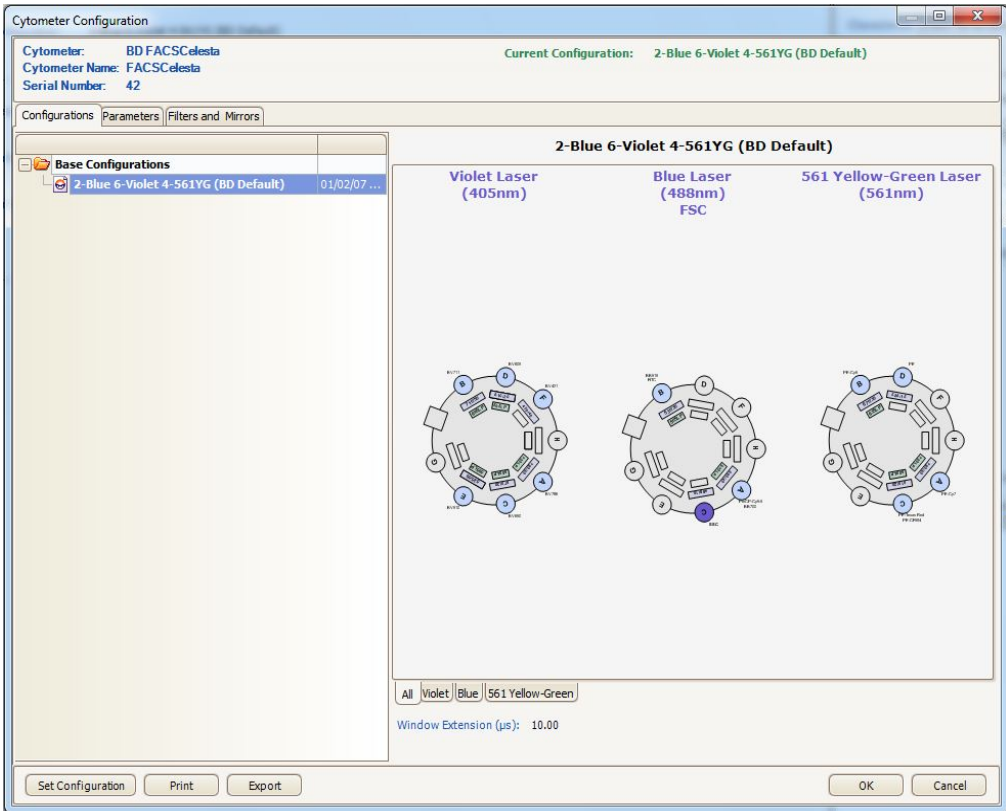 Cytometer Configuration
Cytometer: BD FACSCelesta
Cytometer Name: FACSCelesta
Serial Number: 42
Current Configuration: 2-Blue 6-Violet 4-561YG (BD Default)
Configurations Parameters Filters and Mirrors
Base Configurations
2-Blue 6-Violet 4-561YG (BD Default) 01/02/07 ...
2-Blue 6-Violet 4-561YG (BD Default)
Violet Laser
(405nm)
Blue Laser
(488nm)
FSC
561 Yellow-Green Laser
(561nm)
B
D
F
H
A
C
E
G
B
D
F
H
A
C
E
G
B
D
F
H
A
C
E
G
All Violet Blue 561 Yellow-Green
Window Extension (µs): 10.00
Set Configuration Print Export OK Cancel